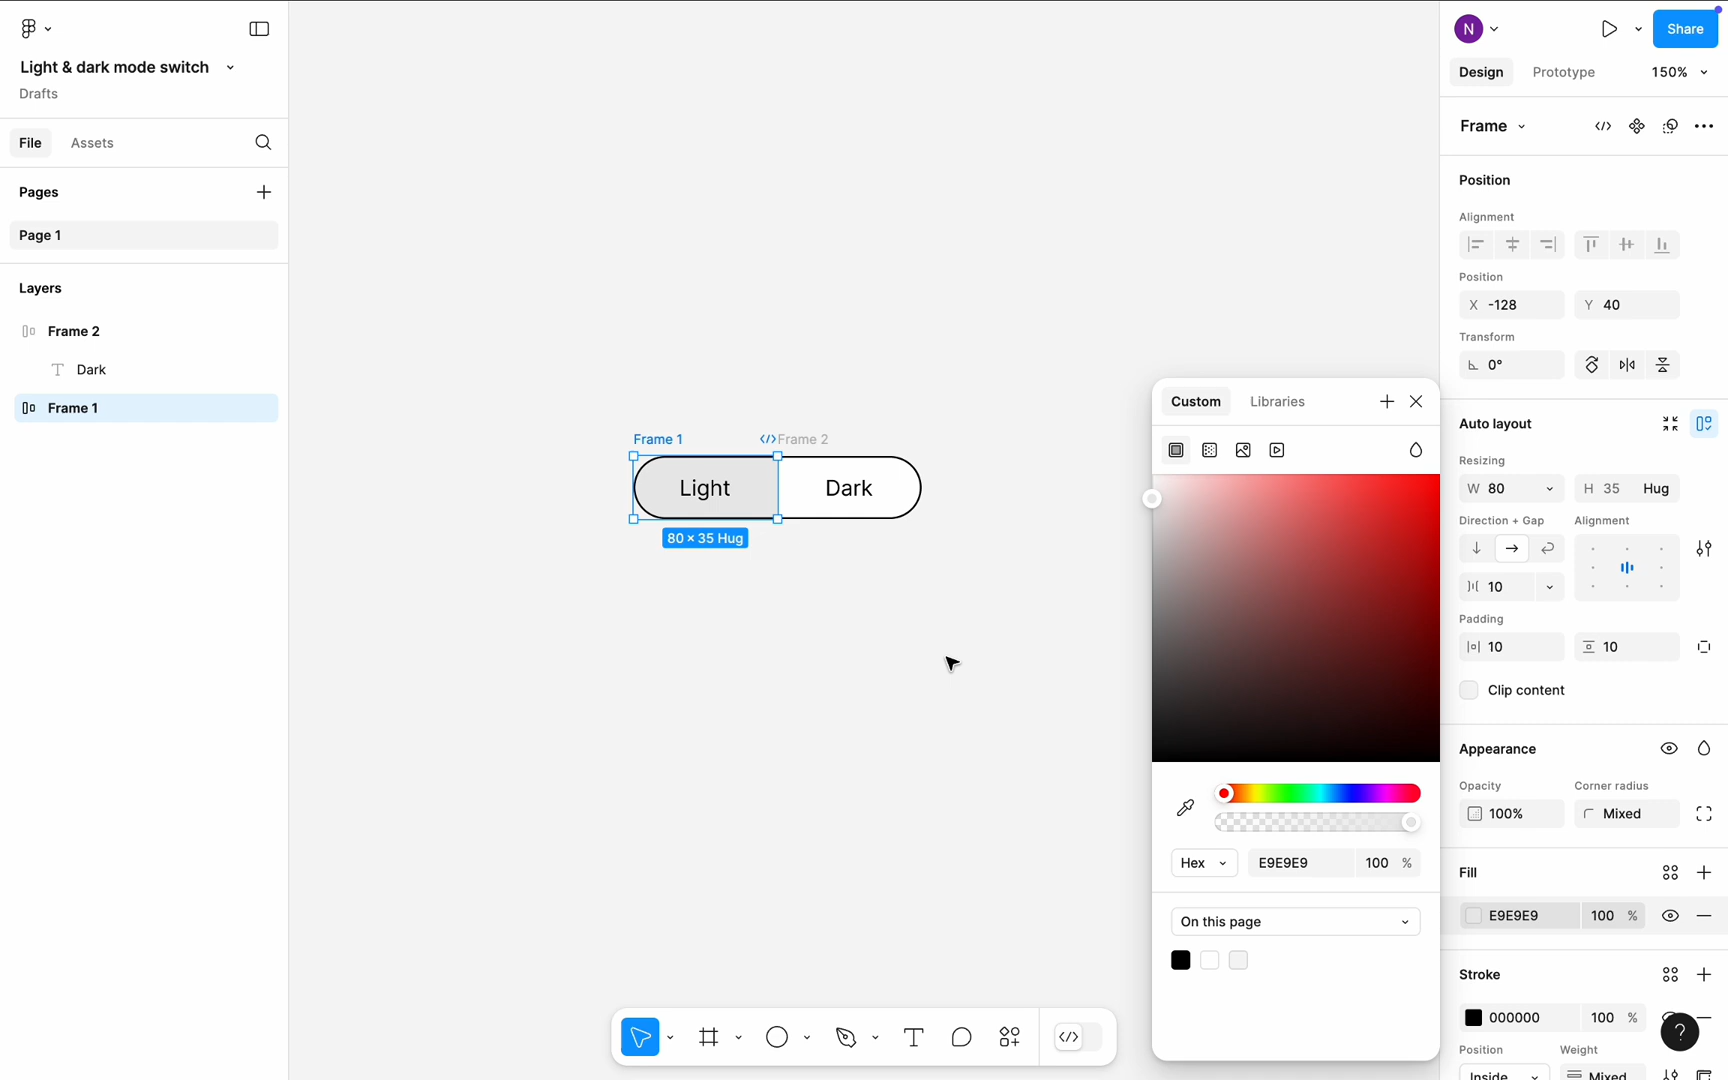 Light & dark mode switch
Drafts
File
Assets
Pages
Page 1
Layers
Frame 2
Dark
Frame 1
Frame 1
Frame 2
Light
Dark
80 × 35 Hug
Custom
Libraries
Hex
E9E9E9
100 %
On this page
N
Share
Design
Prototype
150%
Frame
Position
Alignment
Position
X -128
Y 40
Transform
0°
Auto layout
Resizing
W 80
H 35 Hug
Direction + Gap
Alignment
10
Padding
10
10
Clip content
Appearance
Opacity
Corner radius
100%
Mixed
Fill
E9E9E9
100 %
Stroke
000000
100 %
?
Position
Weight
Inside
Mixed